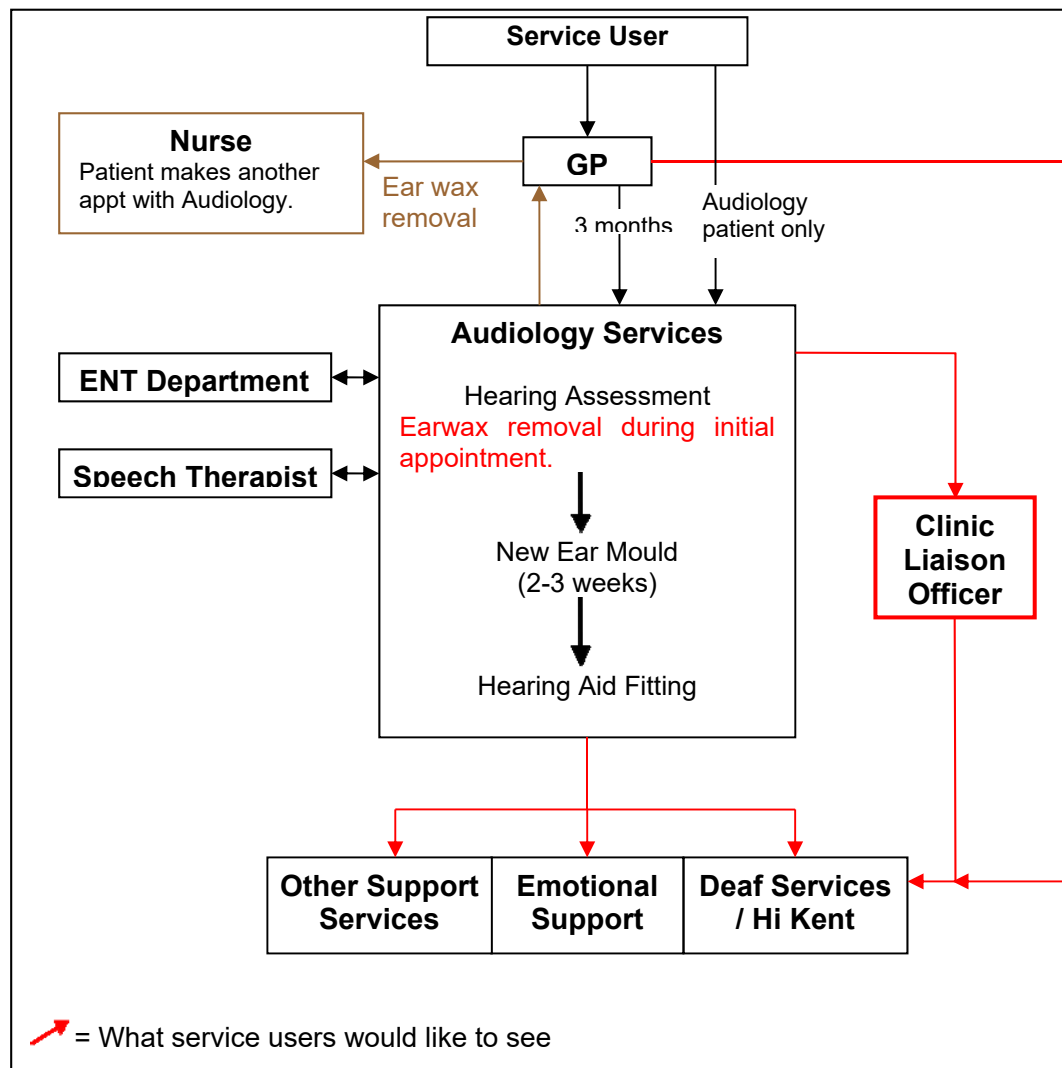 Service User
Nurse
Patient makes another
appt with Audiology.
GP
Ear wax
removal
3 months
Audiology
patient only
Audiology Services
ENT Department
Hearing Assessment
Earwax removal during initial
appointment.
Speech Therapist
New Ear Mould
(2-3 weeks)
Clinic
Liaison
Officer
Hearing Aid Fitting
Other Support
Services
Emotional
Support
Deaf Services
/ Hi Kent
= What service users would like to see